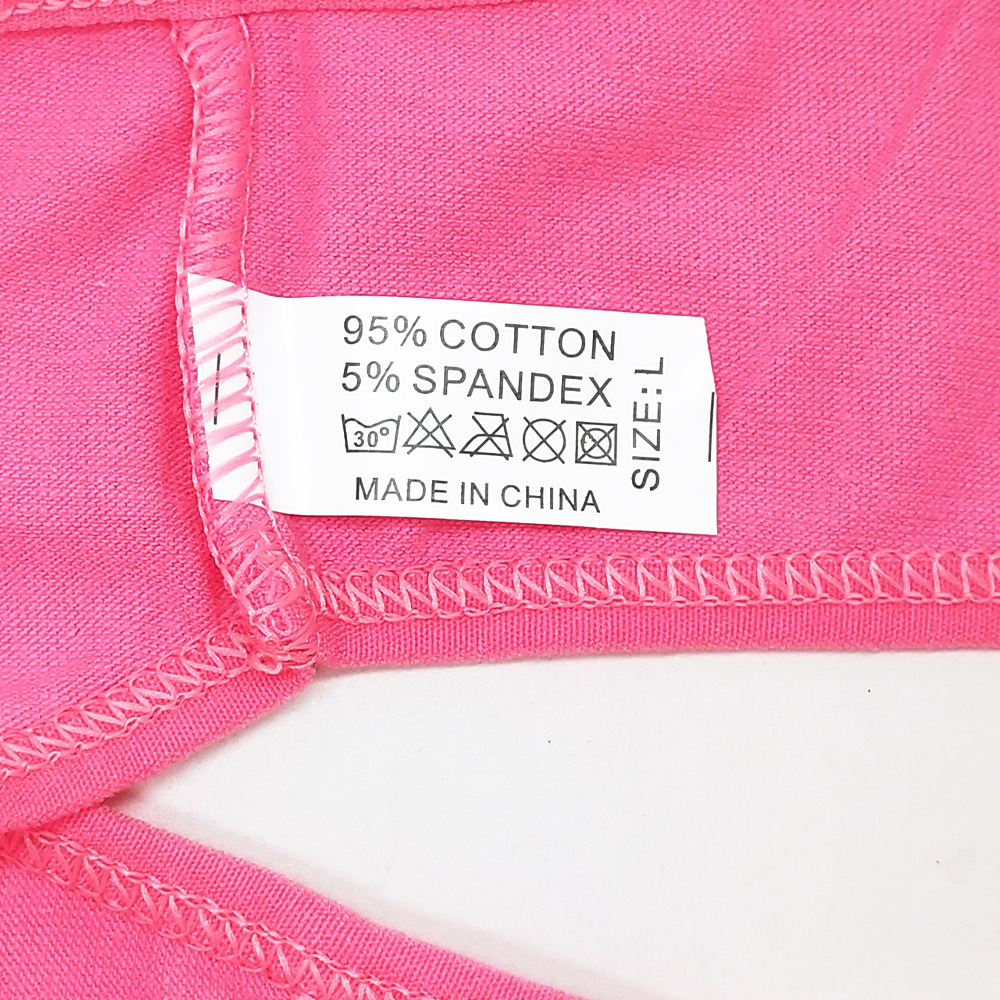 95% COTTON
5% SPANDEX
30°
MADE IN CHINA
SIZE: L